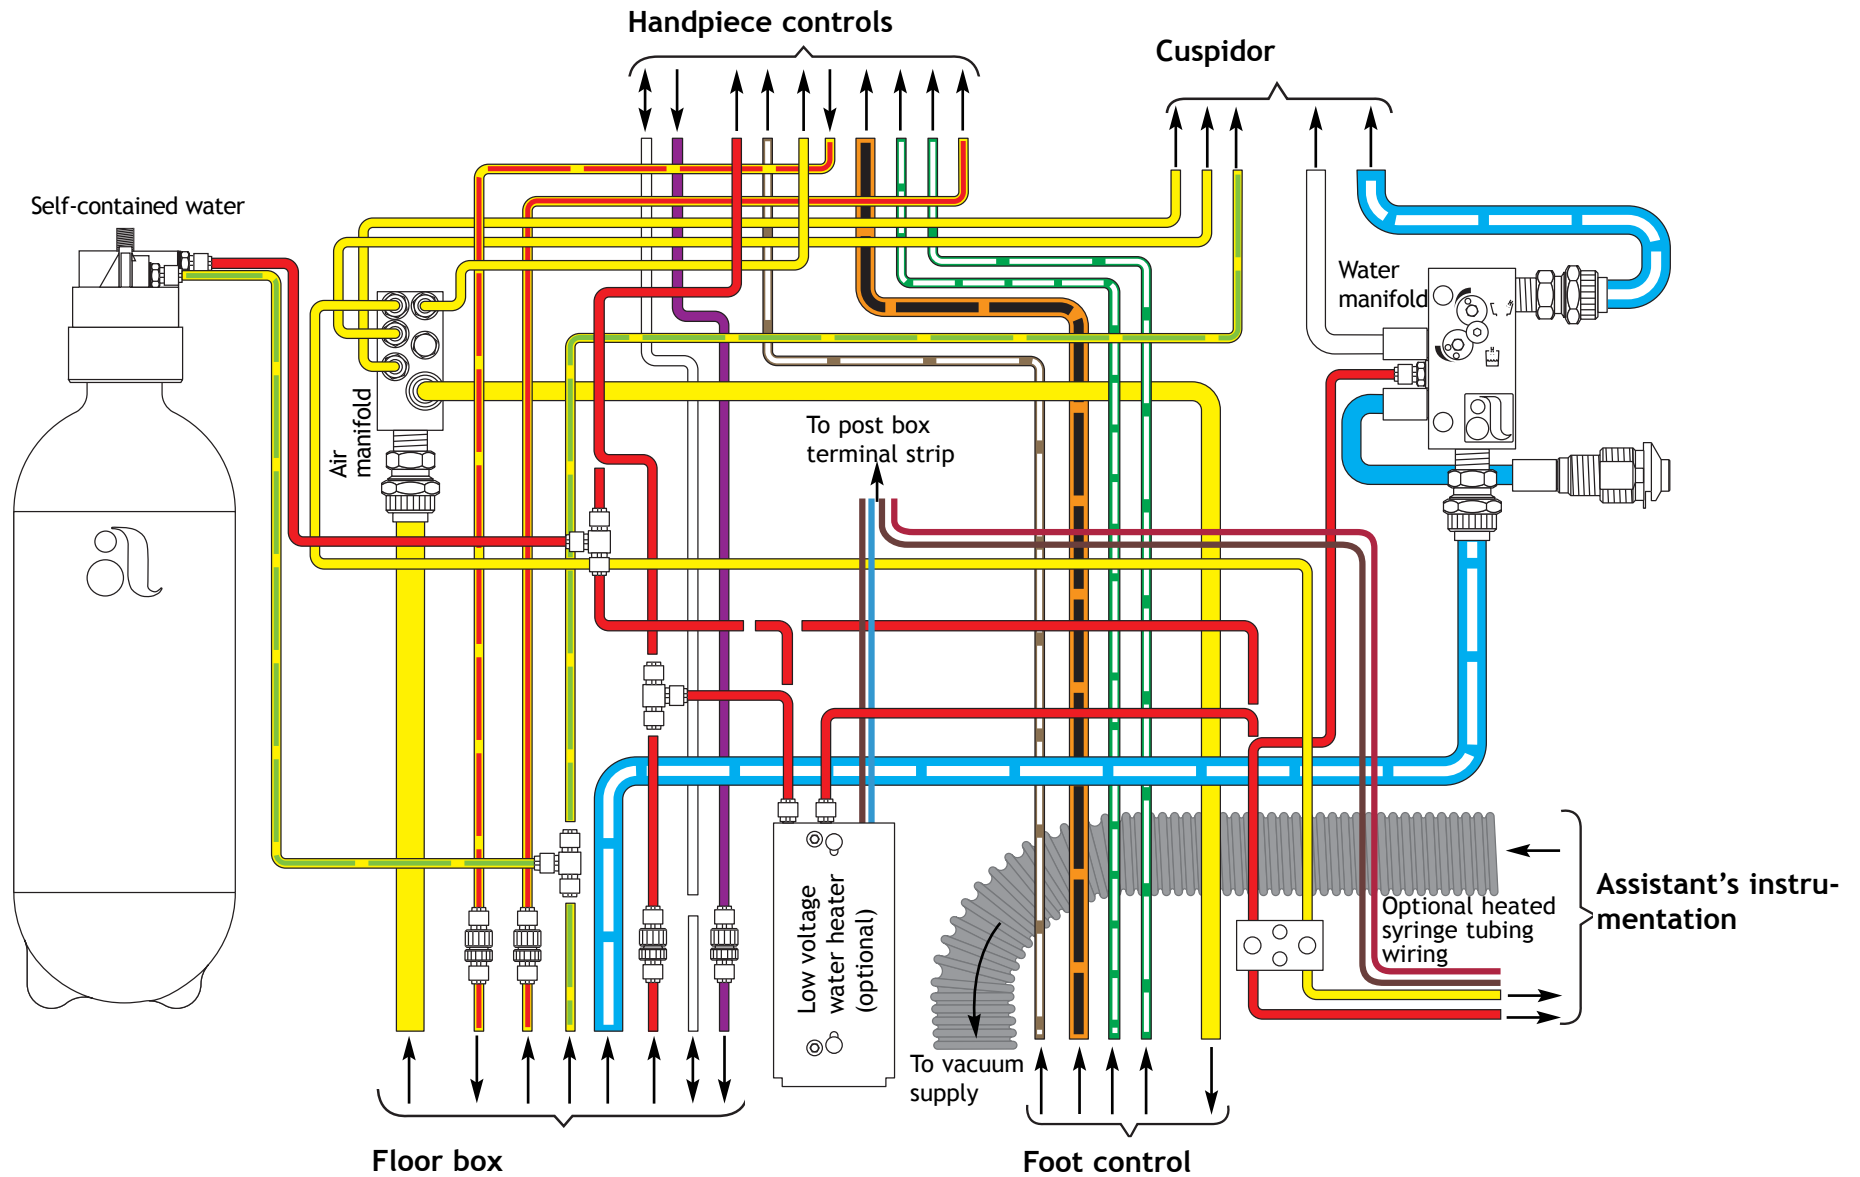 Handpiece controls
Cuspidor
Self-contained water
Water
manifold
Air
manifold
To post box
terminal strip
H
Low voltage
water heater
(optional)
Optional heated
syringe tubing
wiring
Assistant's instru-
mentation
To vacuum
supply
Floor box
Foot control